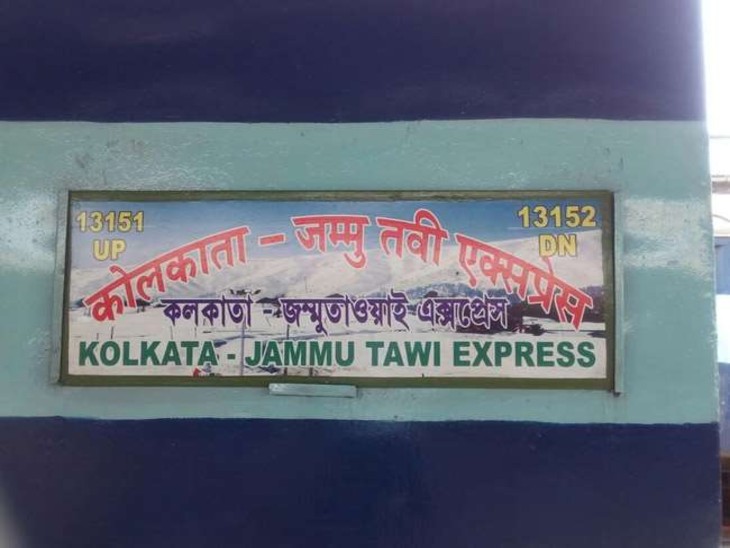 13151
UP
13152
DN
कोलकाता - जम्मु तवी एक्सप्रेस
কলকাতা - জম্মুতাওয়াই এক্সপ্রেস
KOLKATA - JAMMU TAWI EXPRESS